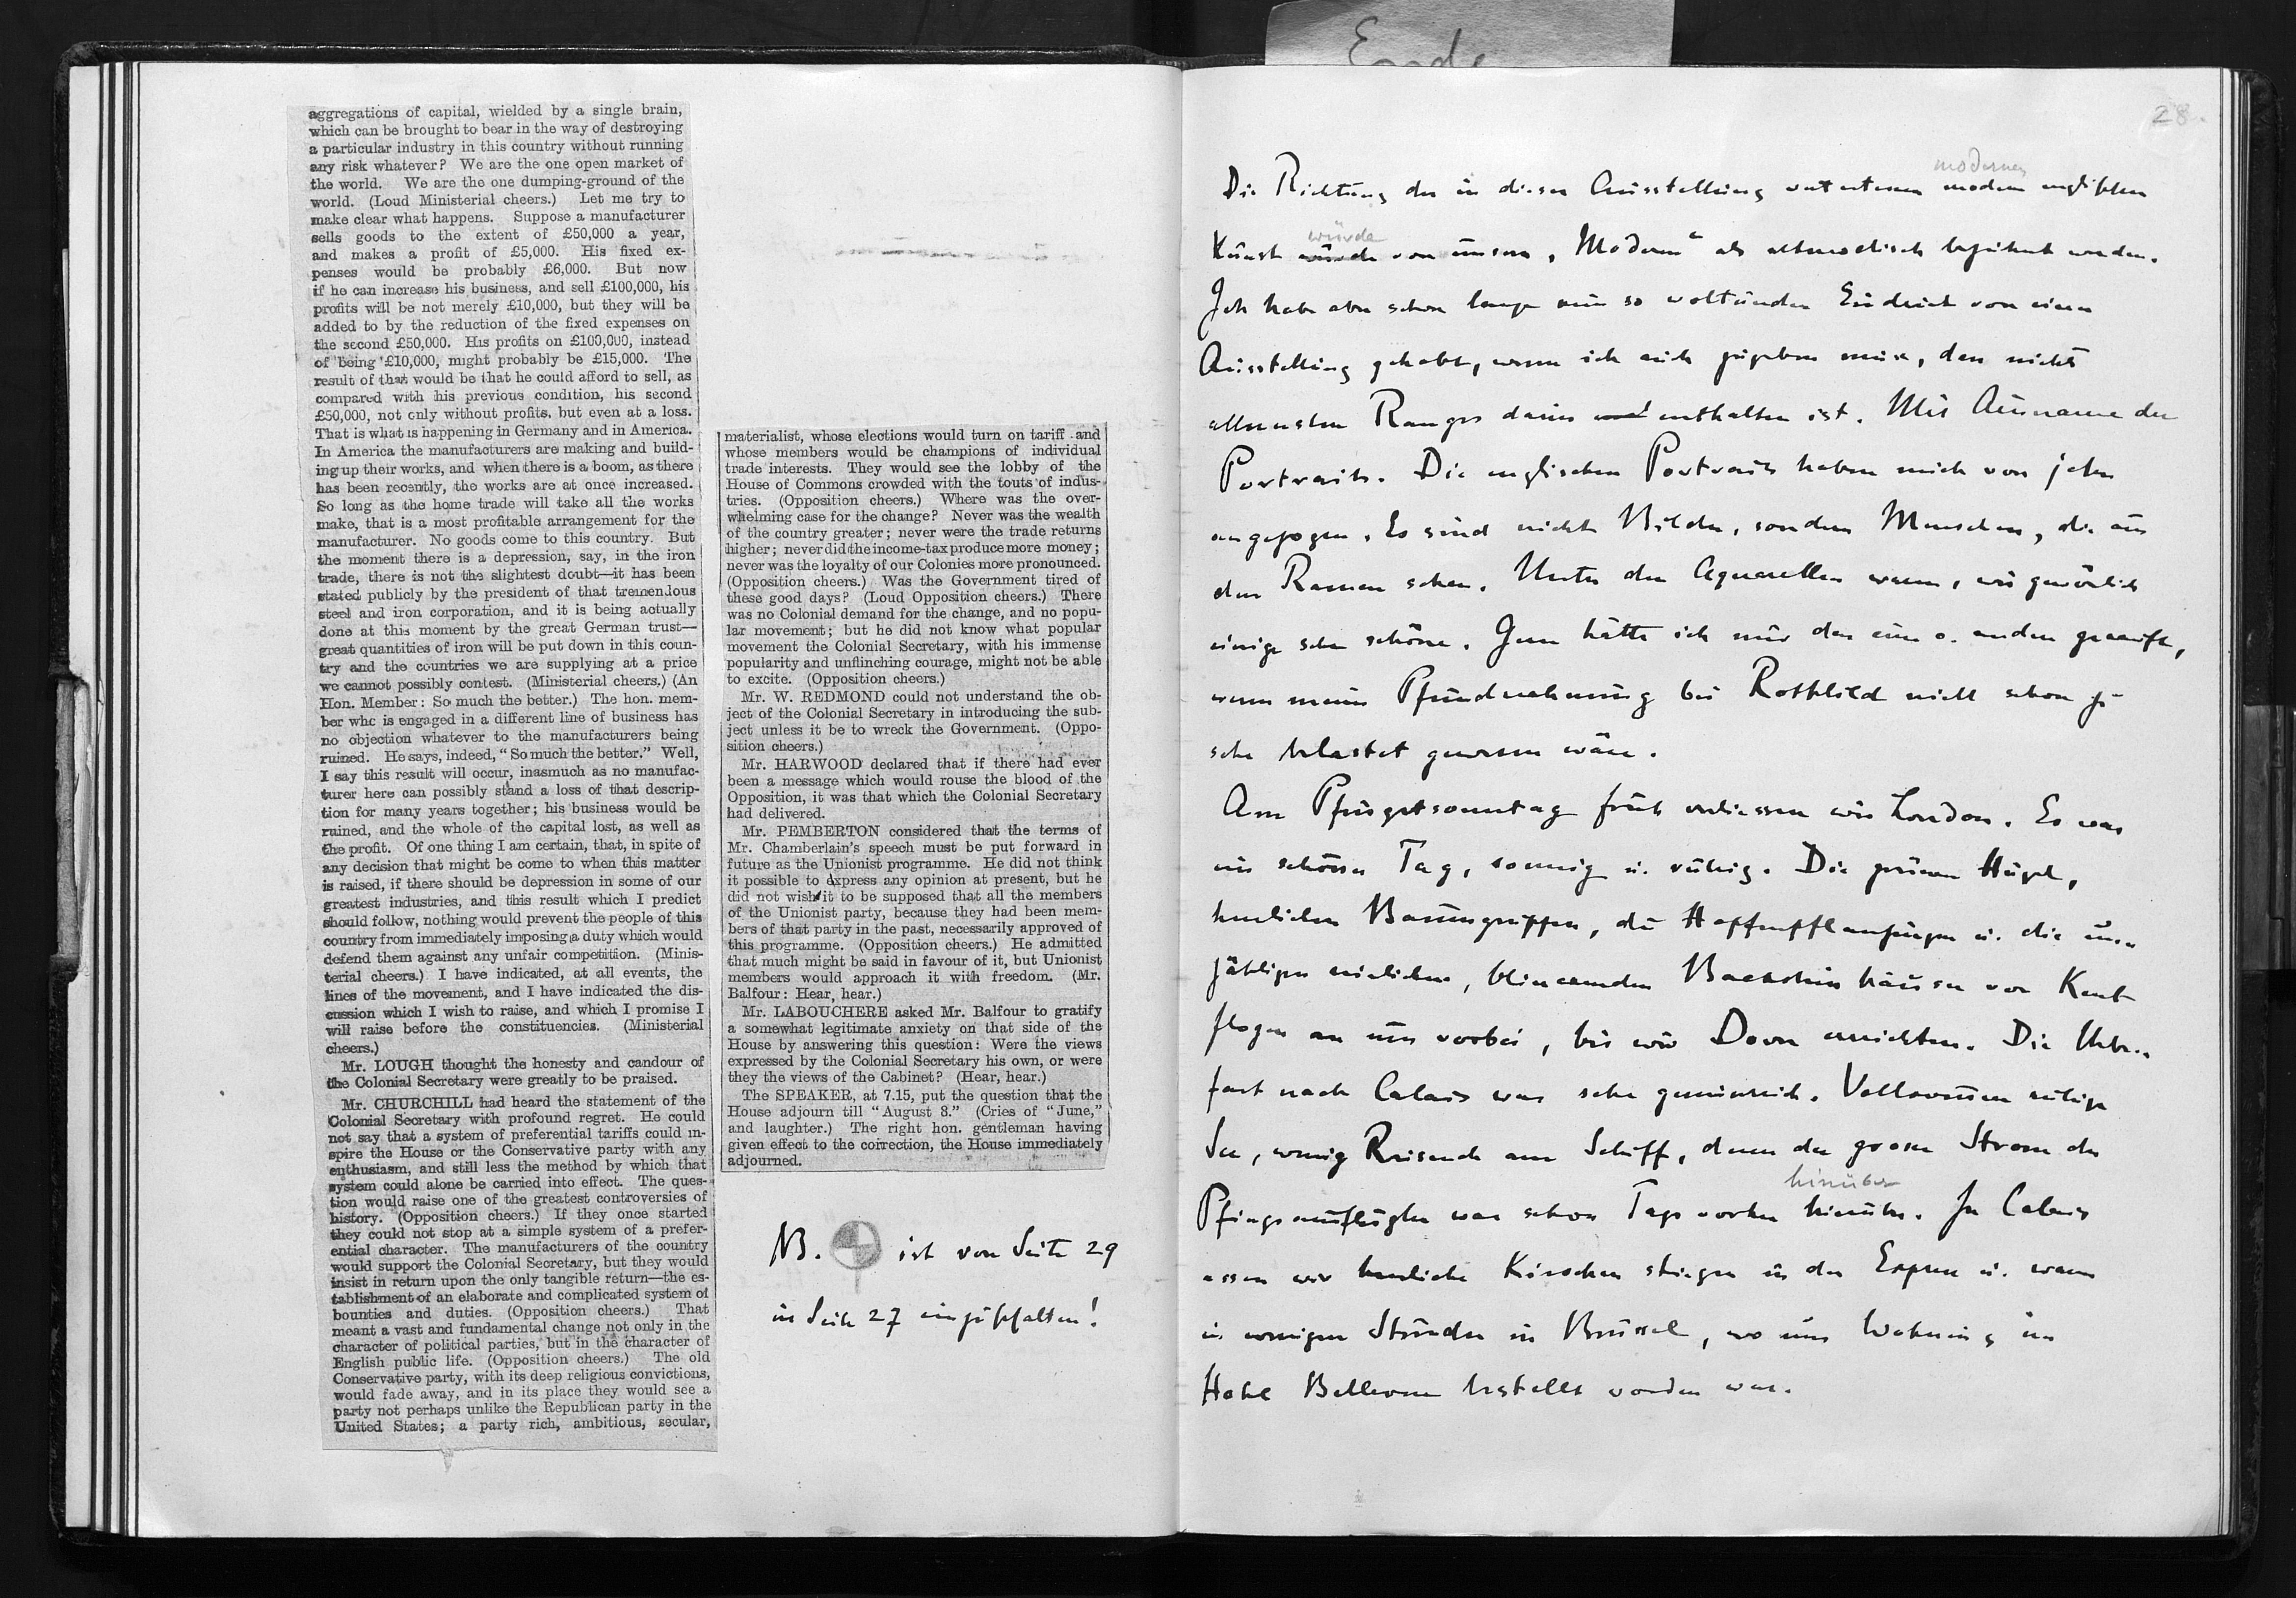 Ende
aggregations of capital, wielded by a single brain,
which can be brought to bear in the way of destroying
a particular industry in this country without running
any risk whatever? We are the one open market of
the world. We are the one dumping-ground of the
world. (Loud Ministerial cheers.) Let me try to
make clear what happens. Suppose a manufacturer
sells goods to the extent of £50,000 a year,
and makes a profit of £5,000. His fixed ex-
penses would be probably £6,000. But now
if he can increase his business, and sell £100,000, his
profits will be not merely £10,000, but they will be
added to by the reduction of the fixed expenses on
the second £50,000. His profits on £100,000, instead
of being £10,000, might probably be £15,000. The
result of that would be that he could afford to sell, as
compared with his previous condition, his second
£50,000, not only without profits, but even at a loss.
That is what is happening in Germany and in America.
In America the manufacturers are making and build-
ing up their works, and when there is a boom, as there
has been recently, the works are at once increased.
So long as the home trade will take all the works
make, that is a most profitable arrangement for the
manufacturer. No goods come to this country. But
the moment there is a depression, say, in the iron
trade, there is not the slightest doubt—it has been
stated publicly by the president of that tremendous
steel and iron corporation, and it is being actually
done at this moment by the great German trust—
great quantities of iron will be put down in this coun-
try and the countries we are supplying at a price
we cannot possibly contest. (Ministerial cheers.) (An
Hon. Member: So much the better.) The hon. mem-
ber who is engaged in a different line of business has
no objection whatever to the manufacturers being
ruined. He says, indeed, "So much the better." Well,
I say this result will occur, inasmuch as no manufac-
turer here can possibly stand a loss of that descrip-
tion for many years together; his business would be
ruined, and the whole of the capital lost, as well as
the profit. Of one thing I am certain, that, in spite of
any decision that might be come to when this matter
is raised, if there should be depression in some of our
greatest industries, and this result which I predict
should follow, nothing would prevent the people of this
country from immediately imposing a duty which would
defend them against any unfair competition. (Minis-
terial cheers.) I have indicated, at all events, the
lines of the movement, and I have indicated the dis-
cussion which I wish to raise, and which I promise I
will raise before the constituencies. (Ministerial
cheers.)
Mr. LOUGH thought the honesty and candour of
the Colonial Secretary were greatly to be praised.
Mr. CHURCHILL had heard the statement of the
Colonial Secretary with profound regret. He could
not say that a system of preferential tariffs could in-
spire the House or the Conservative party with any
enthusiasm, and still less the method by which that
system could alone be carried into effect. The ques-
tion would raise one of the greatest controversies of
history. (Opposition cheers.) If they once started
they could not stop at a simple system of a prefer-
ential character. The manufacturers of the country
would support the Colonial Secretary, but they would
insist in return upon the only tangible return—the es-
tablishment of an elaborate and complicated system of
bounties and duties. (Opposition cheers.) That
meant a vast and fundamental change not only in the
character of political parties, but in the character of
English public life. (Opposition cheers.) The old
Conservative party, with its deep religious convictions,
would fade away, and in its place they would see a
party not perhaps unlike the Republican party in the
United States; a party rich, ambitious, secular,
materialist, whose elections would turn on tariff and
whose members would be champions of individual
trade interests. They would see the lobby of the
House of Commons crowded with the touts of indus-
tries. (Opposition cheers.) Where was the over-
whelming case for the change? Never was the wealth
of the country greater; never were the trade returns
higher; never did the income-tax produce more money;
never was the loyalty of our Colonies more pronounced.
(Opposition cheers.) Was the Government tired of
these good days? (Loud Opposition cheers.) There
was no Colonial demand for the change, and no popu-
lar movement; but he did not know what popular
movement the Colonial Secretary, with his immense
popularity and unflinching courage, might not be able
to excite. (Opposition cheers.)
Mr. W. REDMOND could not understand the ob-
ject of the Colonial Secretary in introducing the sub-
ject unless it be to wreck the Government. (Oppo-
sition cheers.)
Mr. HARWOOD declared that if there had ever
been a message which would rouse the blood of the
Opposition, it was that which the Colonial Secretary
had delivered.
Mr. PEMBERTON considered that the terms of
Mr. Chamberlain's speech must be put forward in
future as the Unionist programme. He did not think
it possible to express any opinion at present, but he
did not wish it to be supposed that all the members
of the Unionist party, because they had been mem-
bers of that party in the past, necessarily approved of
this programme. (Opposition cheers.) He admitted
that much might be said in favour of it, but Unionist
members would approach it with freedom. (Mr.
Balfour: Hear, hear.)
Mr. LABOUCHERE asked Mr. Balfour to gratify
a somewhat legitimate anxiety on that side of the
House by answering this question: Were the views
expressed by the Colonial Secretary his own, or were
they the views of the Cabinet? (Hear, hear.)
The SPEAKER, at 7.15, put the question that the
House adjourn till "August 8." (Cries of "June,"
and laughter.) The right hon. gentleman having
given effect to the correction, the House immediately
adjourned.
NB. ist von Seite 29
in Seite 27 einzuschalten!
28.
modernen
Die Richtung der in dieser Ausstellung vertretenen modern englischen
würde
Kunst würde von unsern „Modernen“ als altmodisch bezeichnet werden.
Ich habe aber schon lange nie so woltuenden Eindruck von einer
Ausstellung gehabt, wenn ich auch zugeben muss, dass nichts
allerersten Ranges darin enthalten ist. Mit Ausname der
Portraits. Die englischen Portraits haben mich von jeher
angezogen. Es sind nicht Bilder, sondern Menschen, die aus
den Ramen sehen. Unter den Aquarellen waren, wie gewönlich
einige sehr schöne. Gern hätte ich mir das eine o. andere gekauft,
wenn meine Pfundrechnung bei Rothschild nicht schon zu
sehr belastet gewesen wäre.
Am Pfingstsonntag früh verliessen wir London. Es war
ein schöner Tag, sonnig u. ruhig. Die grünen Hügel,
herrlichen Baumgruppen, die Hopfenpflanzungen u. die un-
zähligen nielichen, blinkenden Backsteinhäuser von Kent
flogen an uns vorbei, bis wir Dover erreichten. Die Über-
fart nach Calais war sehr genussreich. Vollkommen ruhige
See, wenig Reisende am Schiff, denn der grosse Strom der
hinüber
Pfingstausflügler war schon Tags vorher hinüber. In Calais
assen wir herrliche Kirschen stiegen in den Express u. waren
in wenigen Stunden in Brüssel, wo uns Wohnung im
Hotel Bellevue bestellt worden war.